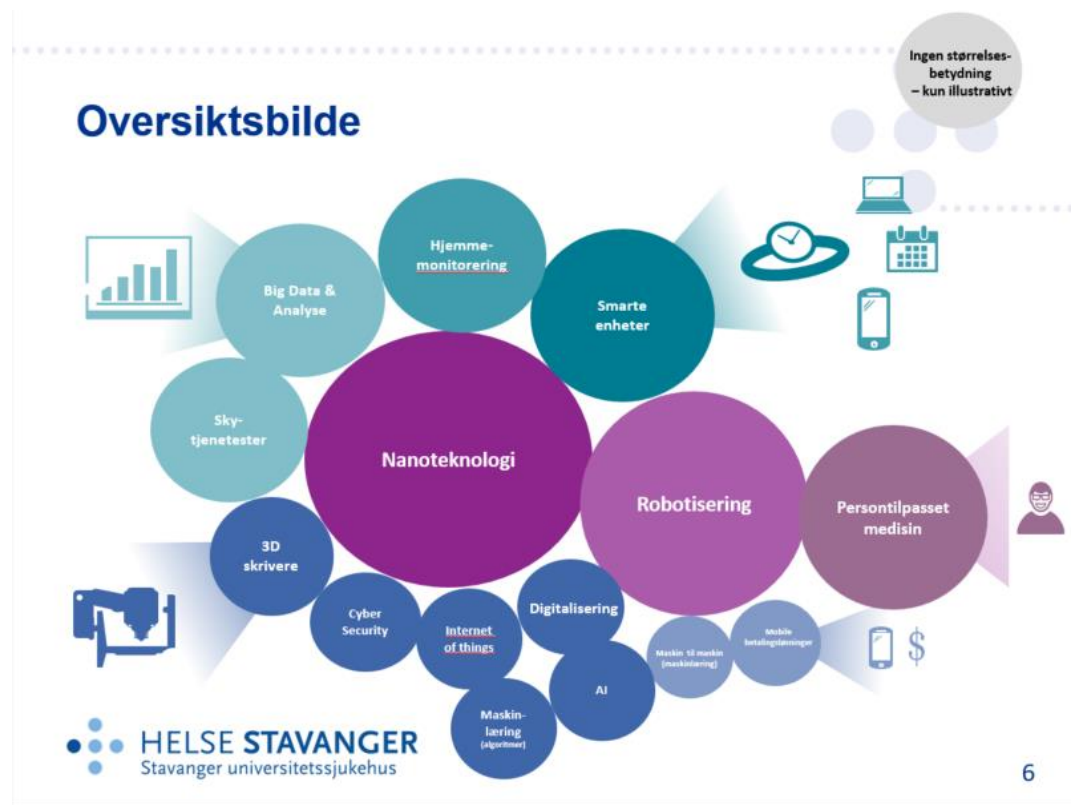 Ingen størrelses-
betydning
– kun illustrativt
Oversiktsbilde
Hjemme-
monitorering
Big Data &
Analyse
Smarte
enheter
Sky-
tjenetester
Nanoteknologi
Robotisering
Persontilpasset
medisin
3D
skrivere
Cyber
Security
Internet
of things
Digitalisering
Maskin til maskin
(maskinlæring)
Mobile
betalingsløsninger
AI
Maskin-
læring
(algoritmer)
$
HELSE STAVANGER
Stavanger universitetssjukehus
6